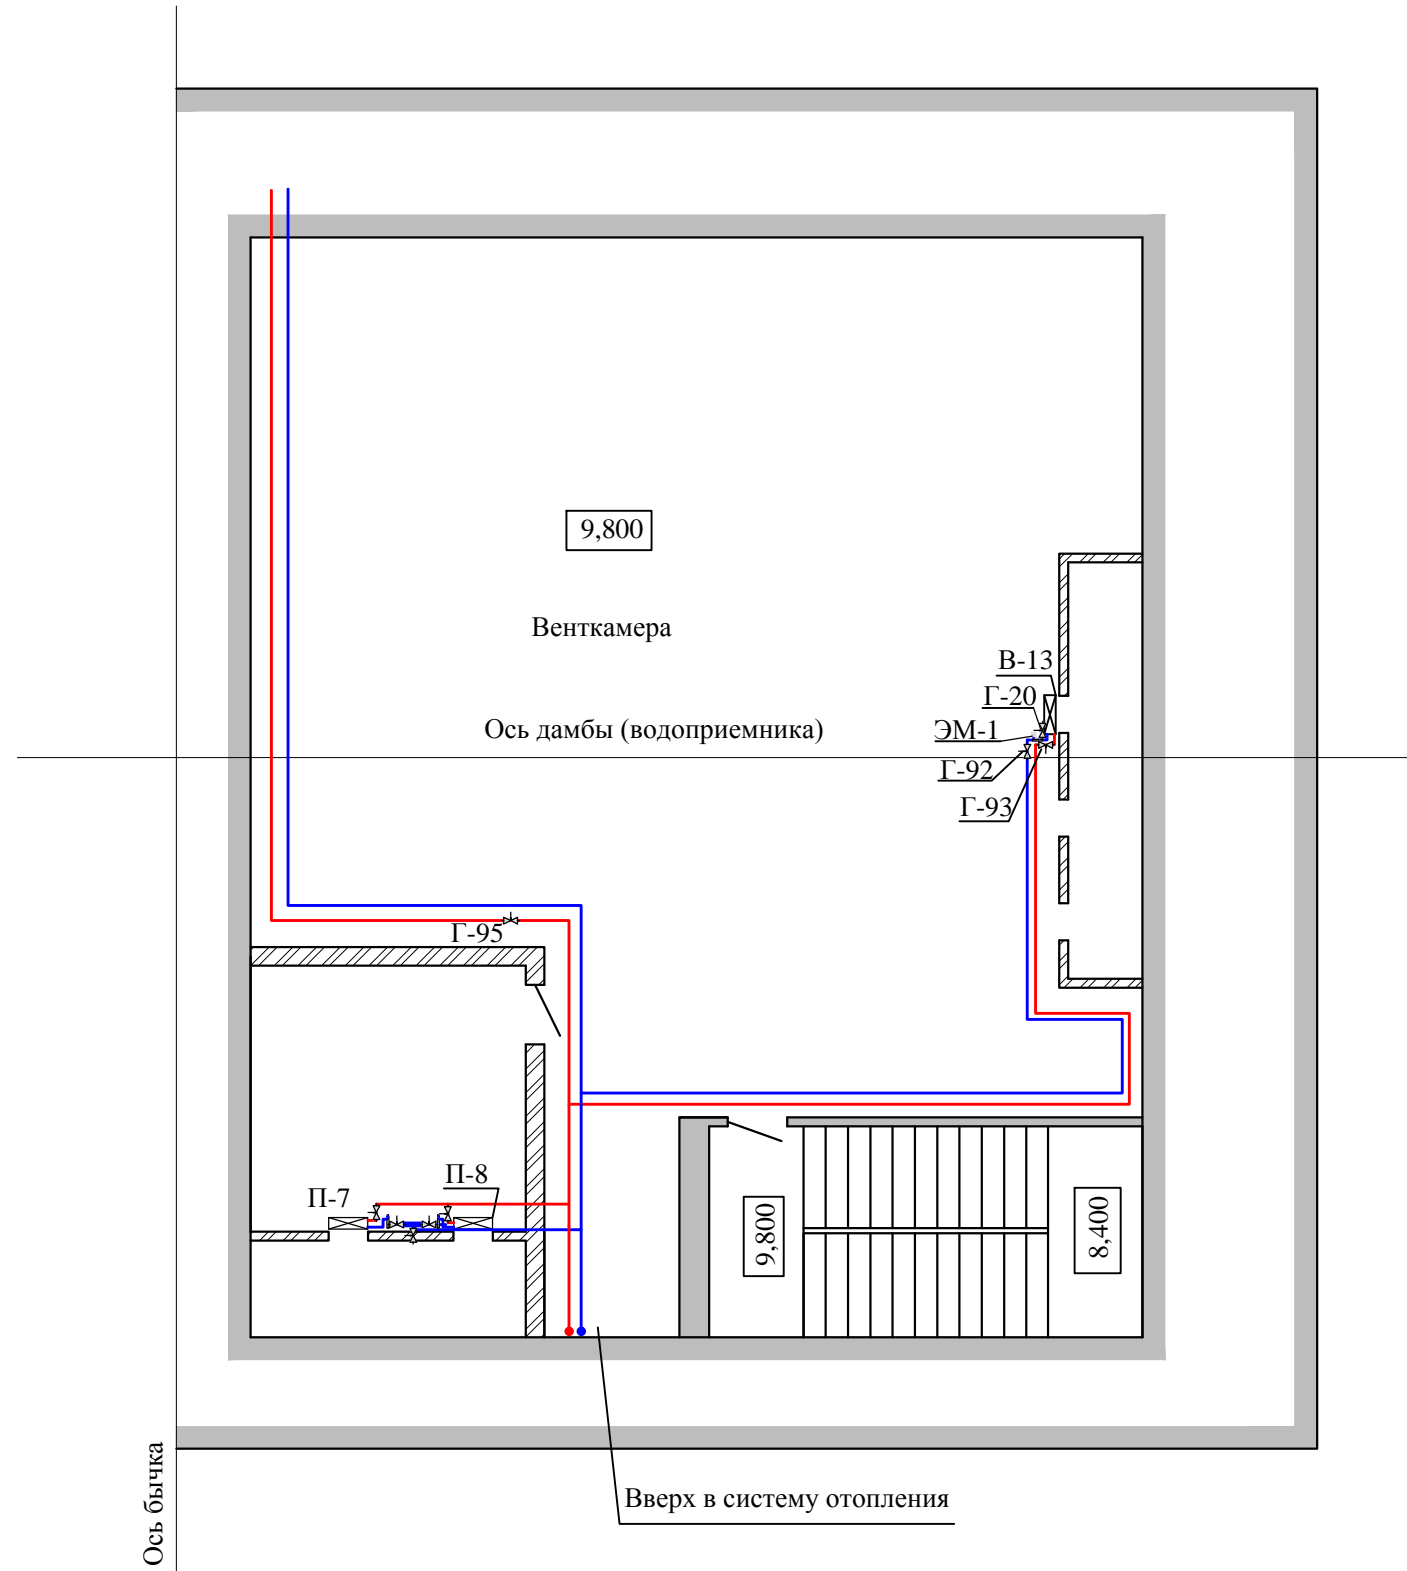 9,800
Венткамера
В-13
Г-20
Ось дамбы (водоприемника)
ЭМ-1
Г-92
Г-93
Г-95
П-8
П-7
9,800
8,400
Ось бычка
Вверх в систему отопления